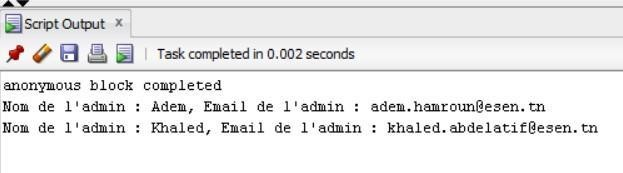 Script Output x
Task completed in 0.002 seconds
anonymous block completed
Nom de l'admin : Adem, Email de l'admin : adem.hamroun@esen.tn
Nom de l'admin : Khaled, Email de l'admin : khaled.abdelatif@esen.tn